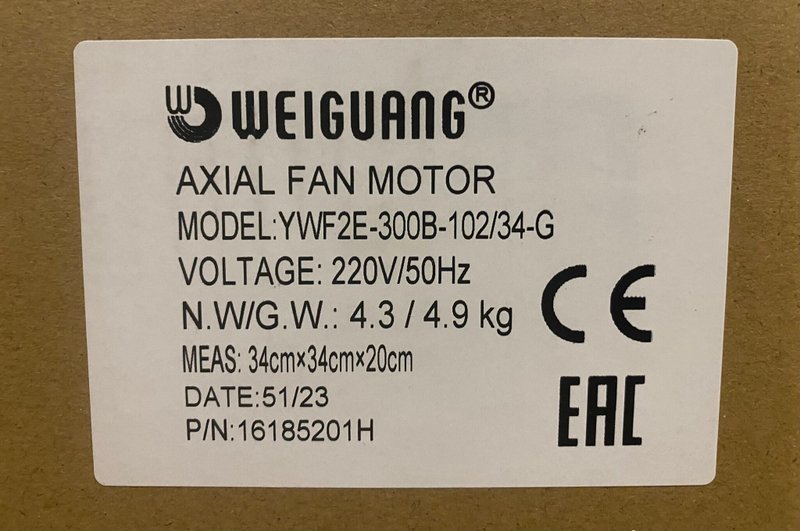 WEIGUANG®
AXIAL FAN MOTOR
MODEL:YWF2E-300B-102/34-G
VOLTAGE: 220V/50Hz
N.W/G.W.: 4.3 / 4.9 kg
MEAS: 34cm×34cm×20cm
DATE:51/23
P/N:16185201H
CE
EAC